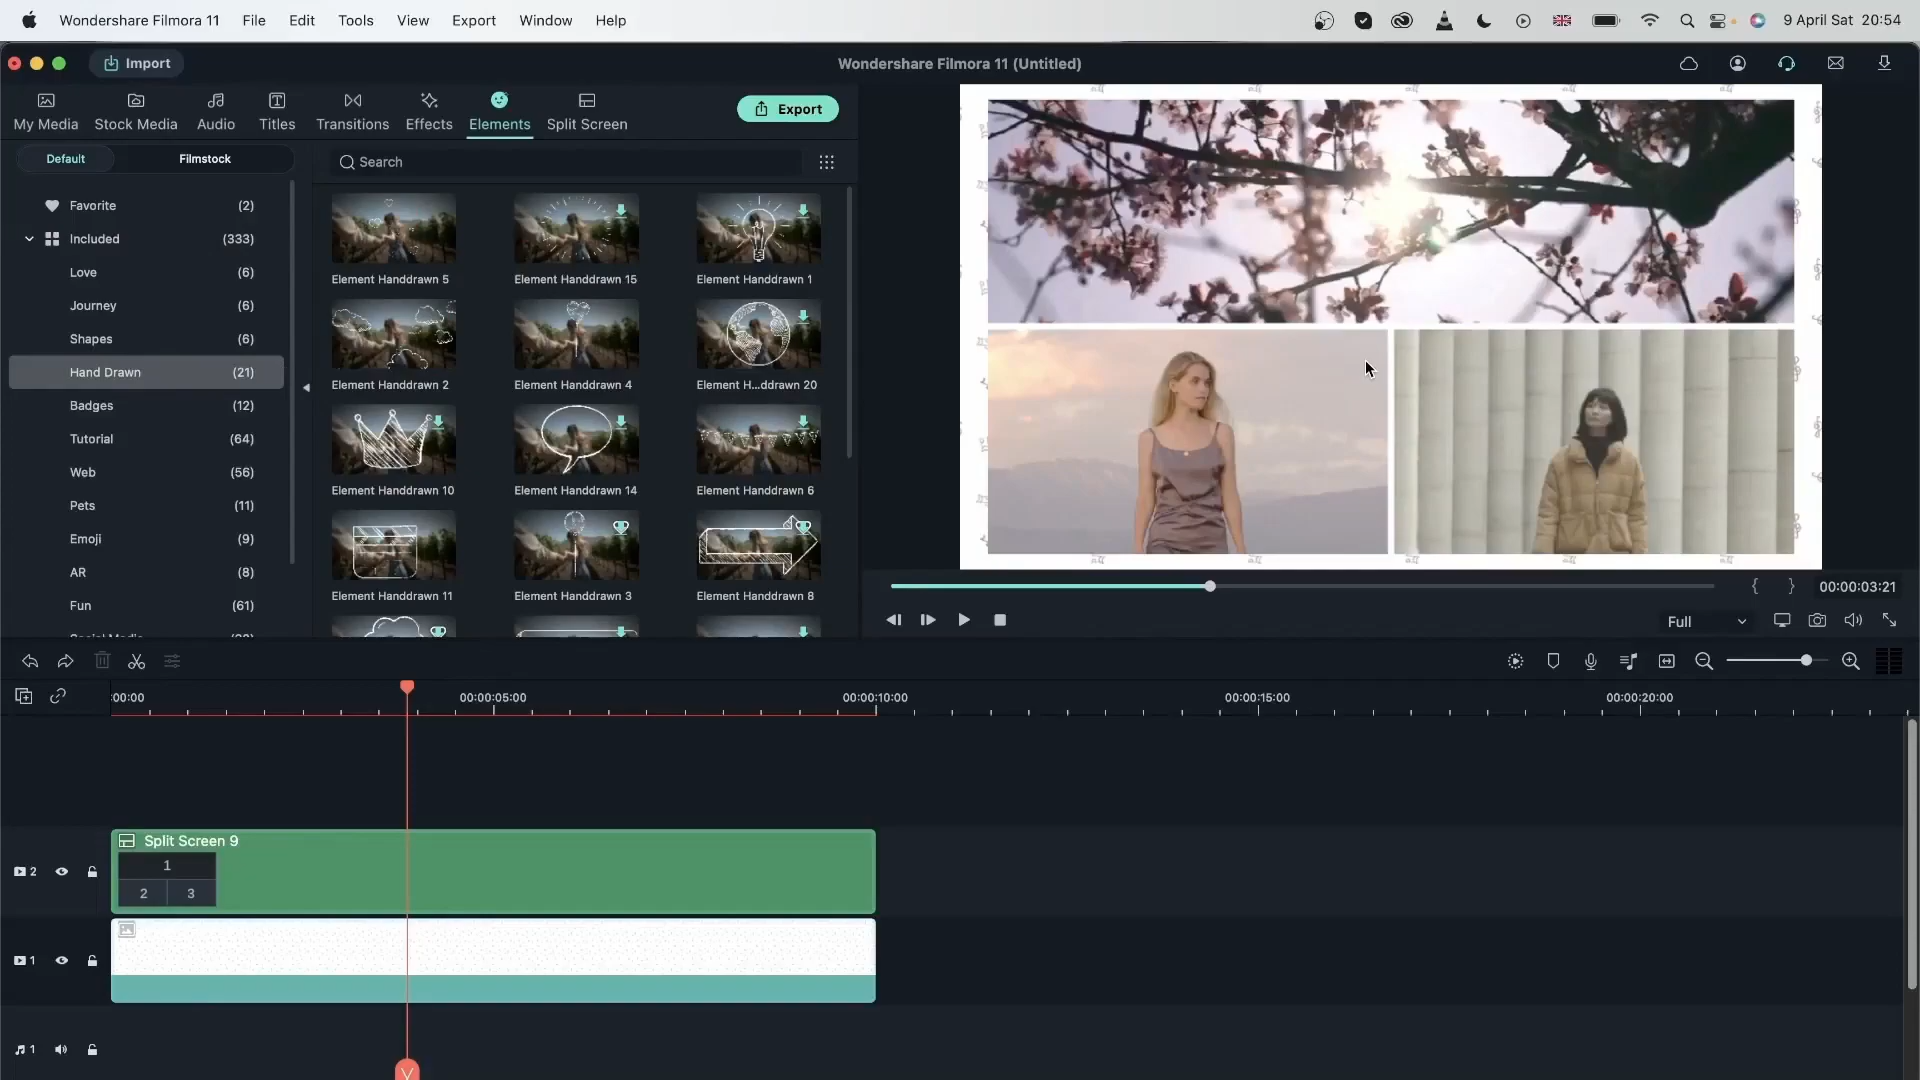 Wondershare Filmora 11 File Edit Tools View Export Window Help 9 April Sat 20:54
Import Wondershare Filmora 11 (Untitled)
My Media Stock Media Audio Titles Transitions Effects Elements Split Screen Export
Default Filmstock Search
Favorite (2)
Included (333)
Love (6)
Journey (6)
Shapes (6)
Hand Drawn (21)
Badges (12)
Tutorial (64)
Web (56)
Pets (11)
Emoji (9)
AR (8)
Fun (61)
Element Handdrawn 5 Element Handdrawn 15 Element Handdrawn 1
Element Handdrawn 2 Element Handdrawn 4 Element H...ddrawn 20
Element Handdrawn 10 Element Handdrawn 14 Element Handdrawn 6
Element Handdrawn 11 Element Handdrawn 3 Element Handdrawn 8
{ } 00:00:03:21
Full
:00:00 00:00:05:00 00:00:10:00 00:00:15:00 00:00:20:00
Split Screen 9
1
2 3
2
1
1